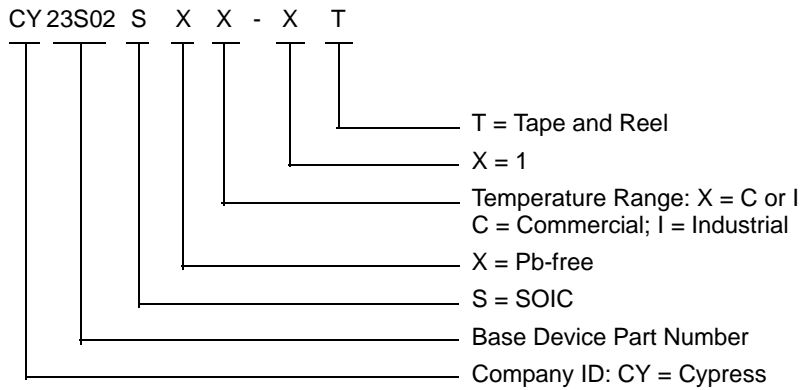 CY 23S02 S X X - X T
T = Tape and Reel
X = 1
Temperature Range: X = C or I
C = Commercial; I = Industrial
X = Pb-free
S = SOIC
Base Device Part Number
Company ID: CY = Cypress